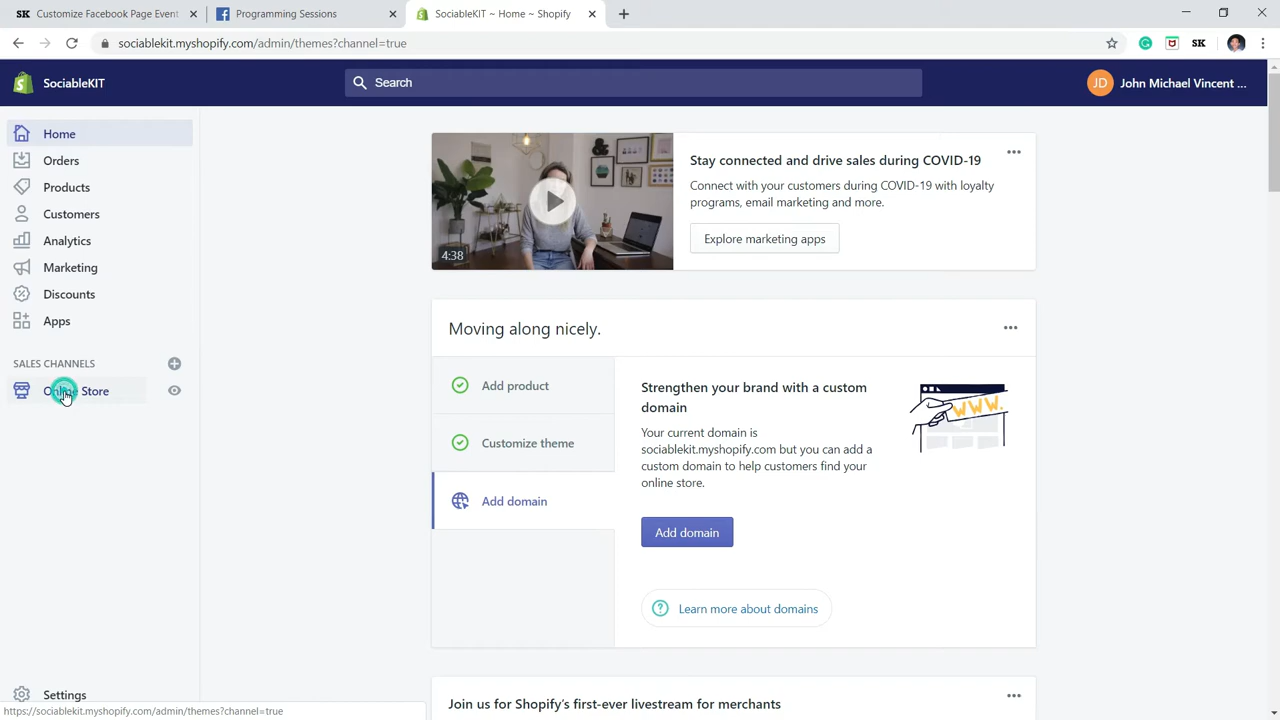 SK Customize Facebook Page Event
Programming Sessions
SociableKIT ~ Home ~ Shopify
sociablekit.myshopify.com/admin/themes?channel=true
SK
SociableKIT
Search
JD John Michael Vincent ...
Home
Orders
Products
Customers
Analytics
Marketing
Discounts
Apps
SALES CHANNELS
Online Store
Settings
https://sociablekit.myshopify.com/admin/themes?channel=true
4:38
Stay connected and drive sales during COVID-19
Connect with your customers during COVID-19 with loyalty
programs, email marketing and more.
Explore marketing apps
Moving along nicely.
Add product
Customize theme
Add domain
Strengthen your brand with a custom
domain
Your current domain is
sociablekit.myshopify.com but you can add a
custom domain to help customers find your
online store.
WWW.
Add domain
Learn more about domains
Join us for Shopify's first-ever livestream for merchants